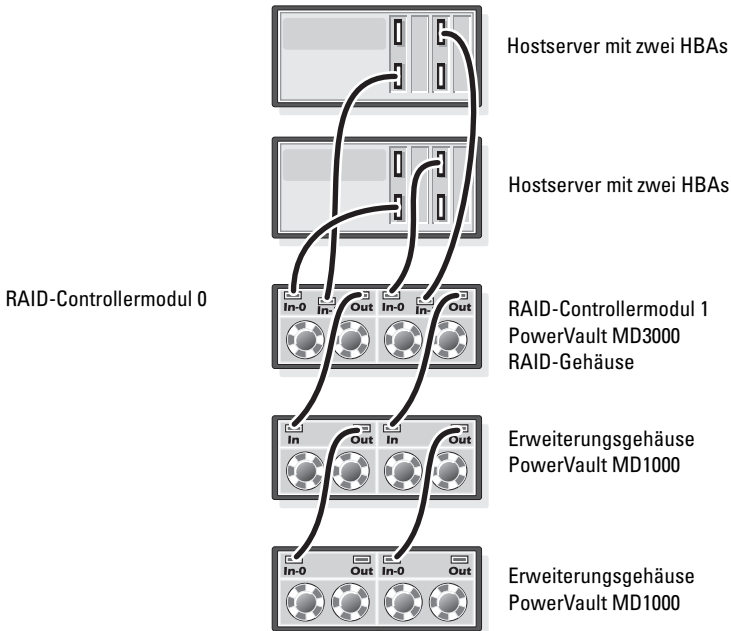 Hostserver mit zwei HBAs
Hostserver mit zwei HBAs
RAID-Controllermodul 0
In-0 In- Out In-0 In- Out
RAID-Controllermodul 1
PowerVault MD3000
RAID-Gehäuse
In Out In Out
Erweiterungsgehäuse
PowerVault MD1000
In-0 Out In-0 Out
Erweiterungsgehäuse
PowerVault MD1000